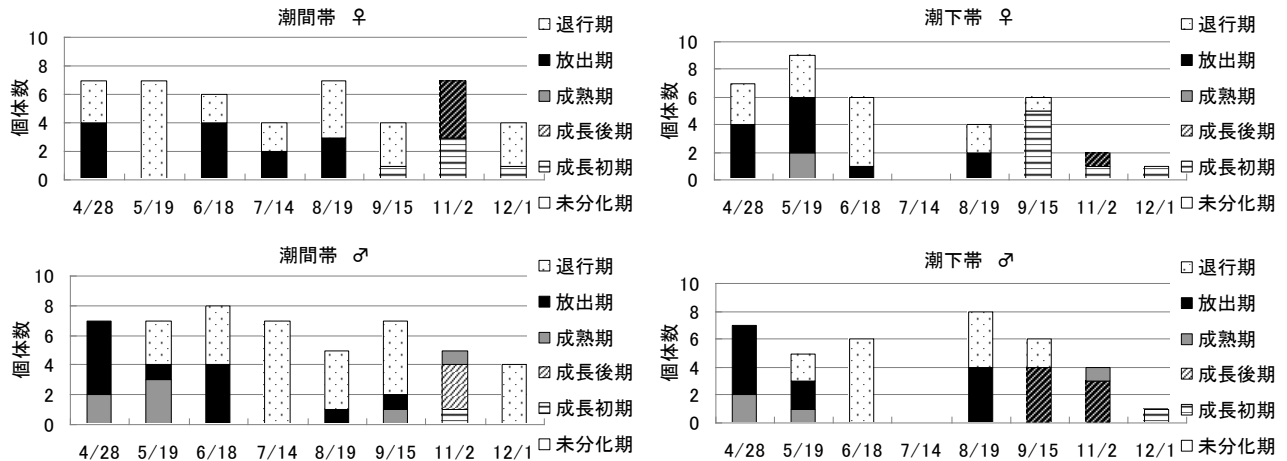 潮間帯 ♀
個体数
10
8
6
4
2
0
4/28 5/19 6/18 7/14 8/19 9/15 11/2 12/1
退行期
放出期
成熟期
成長後期
成長初期
未分化期
潮下帯 ♀
個体数
10
8
6
4
2
0
4/28 5/19 6/18 7/14 8/19 9/15 11/2 12/1
退行期
放出期
成熟期
成長後期
成長初期
未分化期
潮間帯 ♂
個体数
10
8
6
4
2
0
4/28 5/19 6/18 7/14 8/19 9/15 11/2 12/1
退行期
放出期
成熟期
成長後期
成長初期
未分化期
潮下帯 ♂
個体数
10
8
6
4
2
0
4/28 5/19 6/18 7/14 8/19 9/15 11/2 12/1
退行期
放出期
成熟期
成長後期
成長初期
未分化期